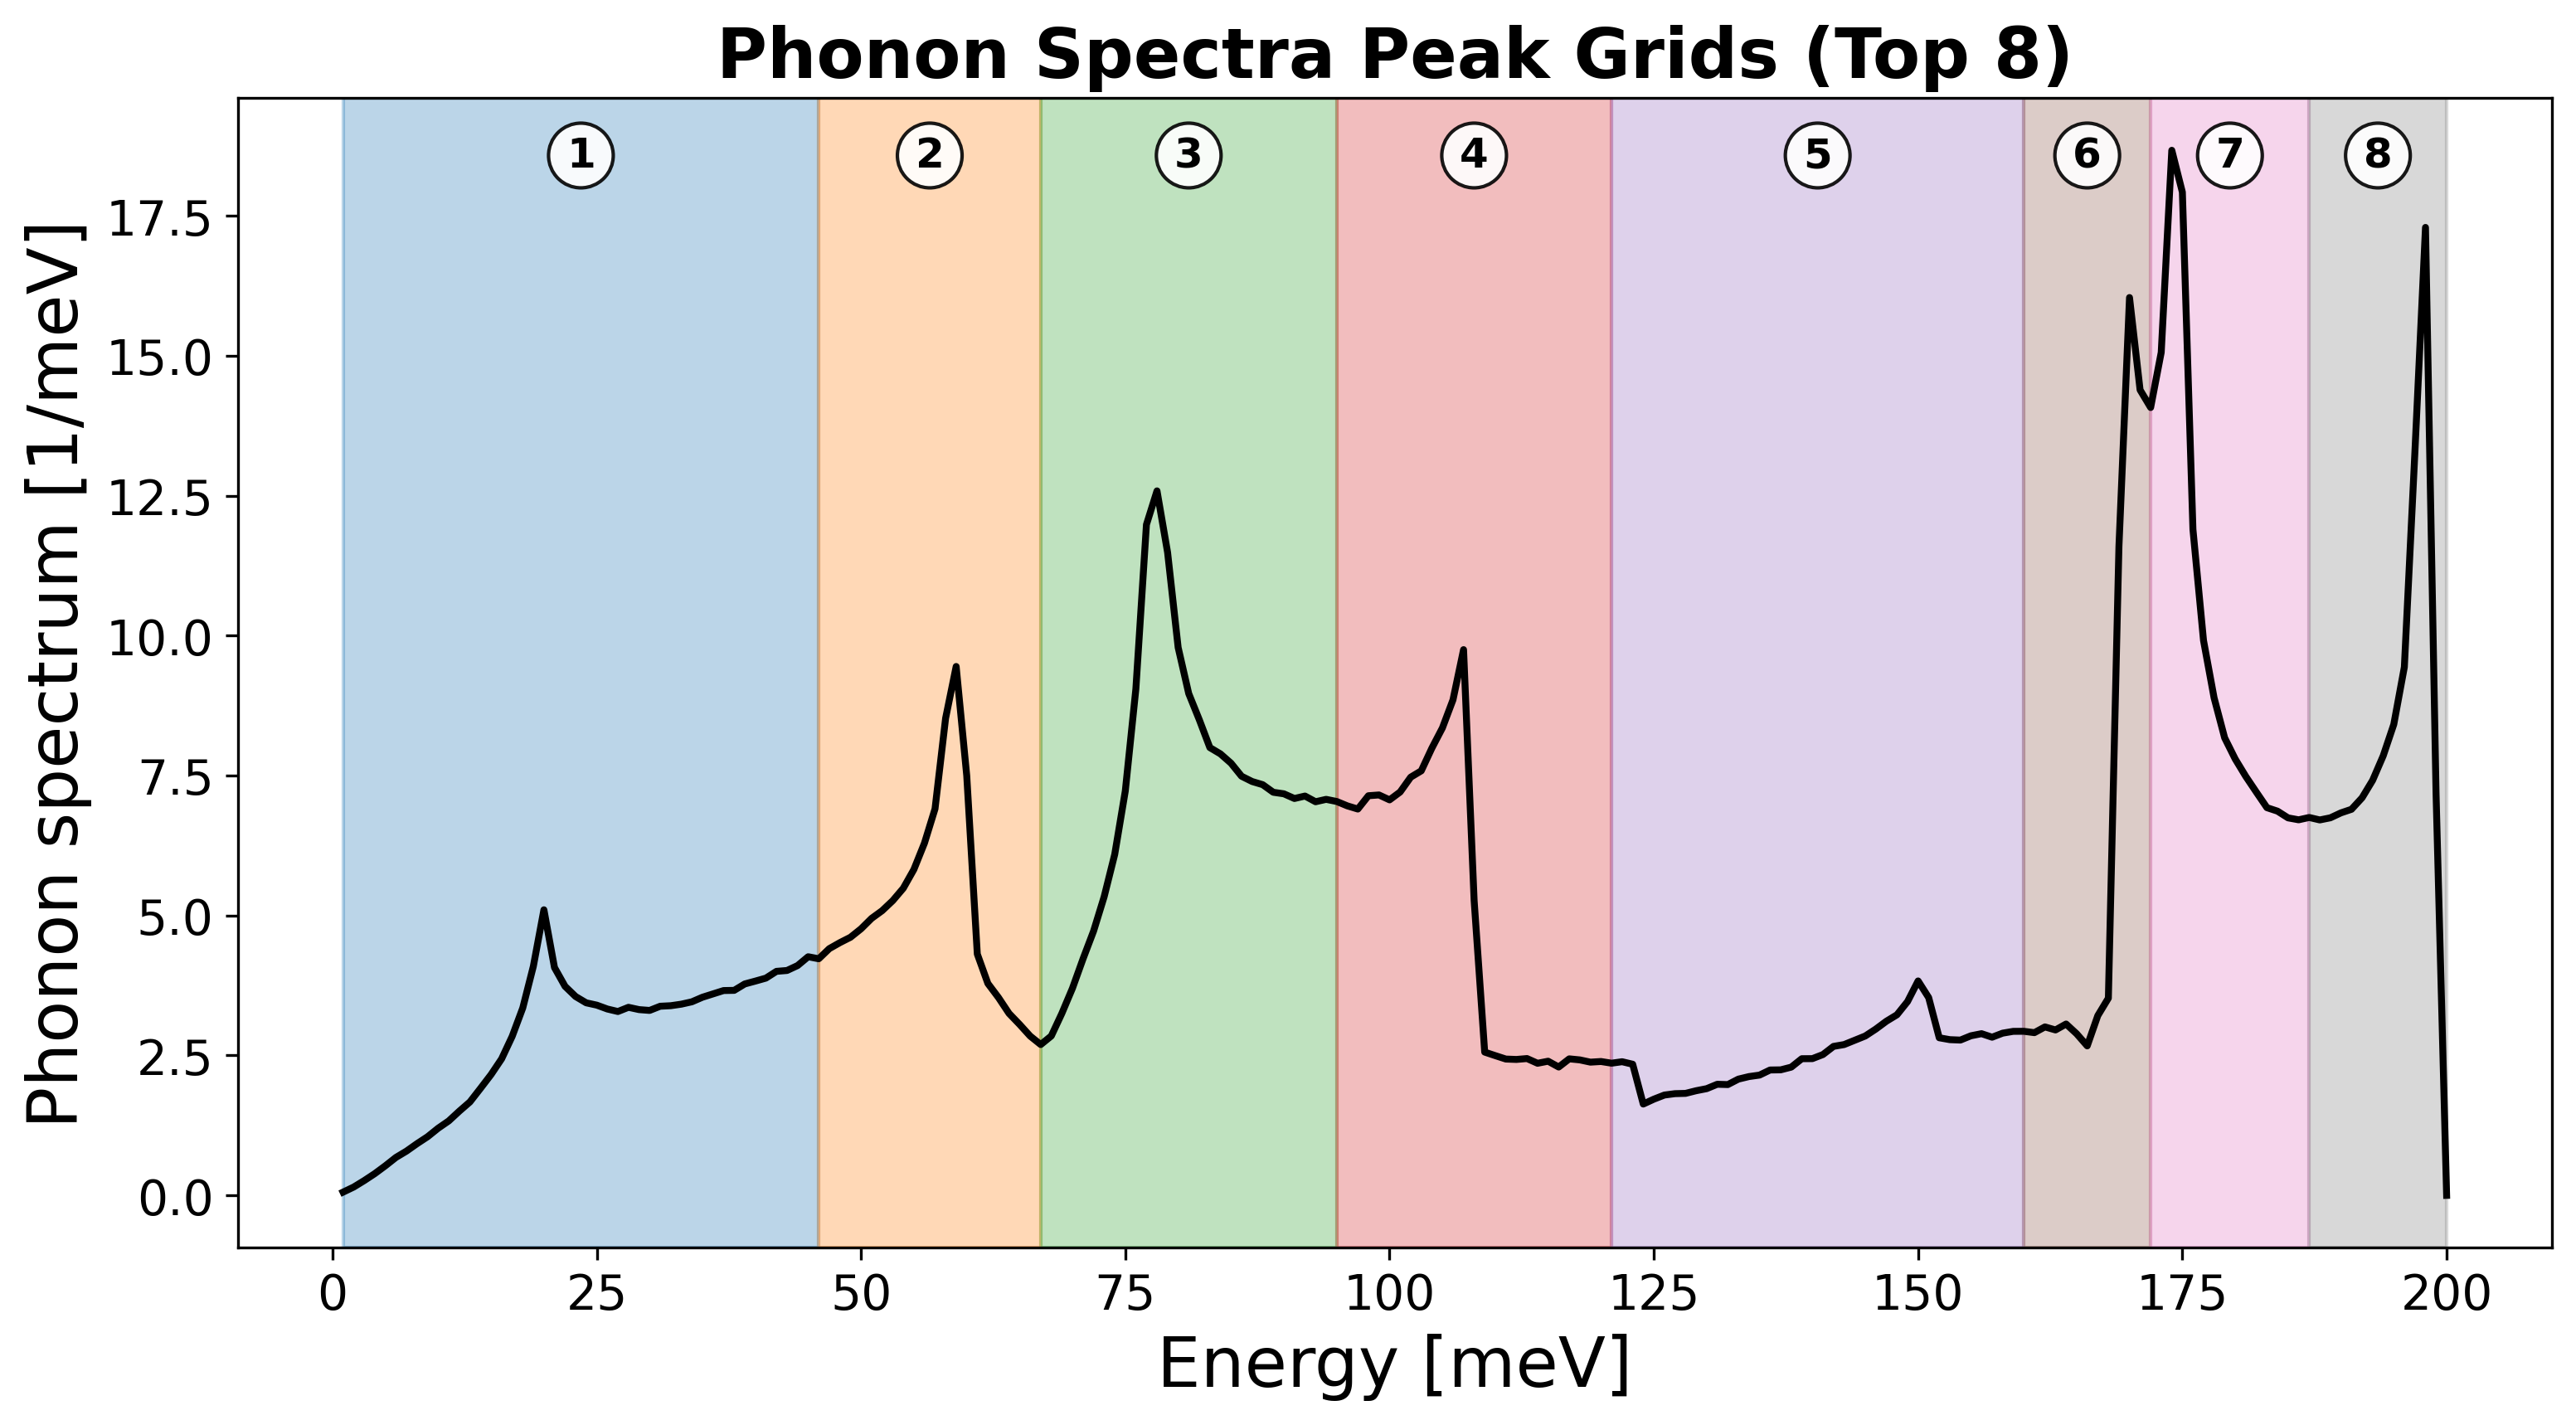 Phonon Spectra Peak Grids (Top 8)
1 2 3 4 5 6 7 8
Phonon spectrum [1/meV]
17.5
15.0
12.5
10.0
7.5
5.0
2.5
0.0
0 25 50 75 100 125 150 175 200
Energy [meV]